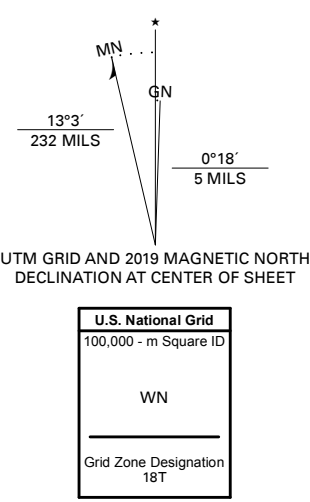 ★
MN
GN
13°3´
232 MILS
0°18´
5 MILS
UTM GRID AND 2019 MAGNETIC NORTH
DECLINATION AT CENTER OF SHEET
U.S. National Grid
100,000 - m Square ID
WN
Grid Zone Designation
18T